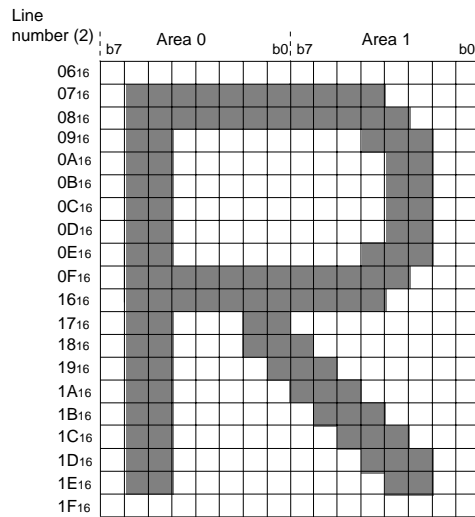 Line
number (2)
Area 0 Area 1
b7 b0 b7 b0
06₁₆
07₁₆
08₁₆
09₁₆
0A₁₆
0B₁₆
0C₁₆
0D₁₆
0E₁₆
0F₁₆
16₁₆
17₁₆
18₁₆
19₁₆
1A₁₆
1B₁₆
1C₁₆
1D₁₆
1E₁₆
1F₁₆